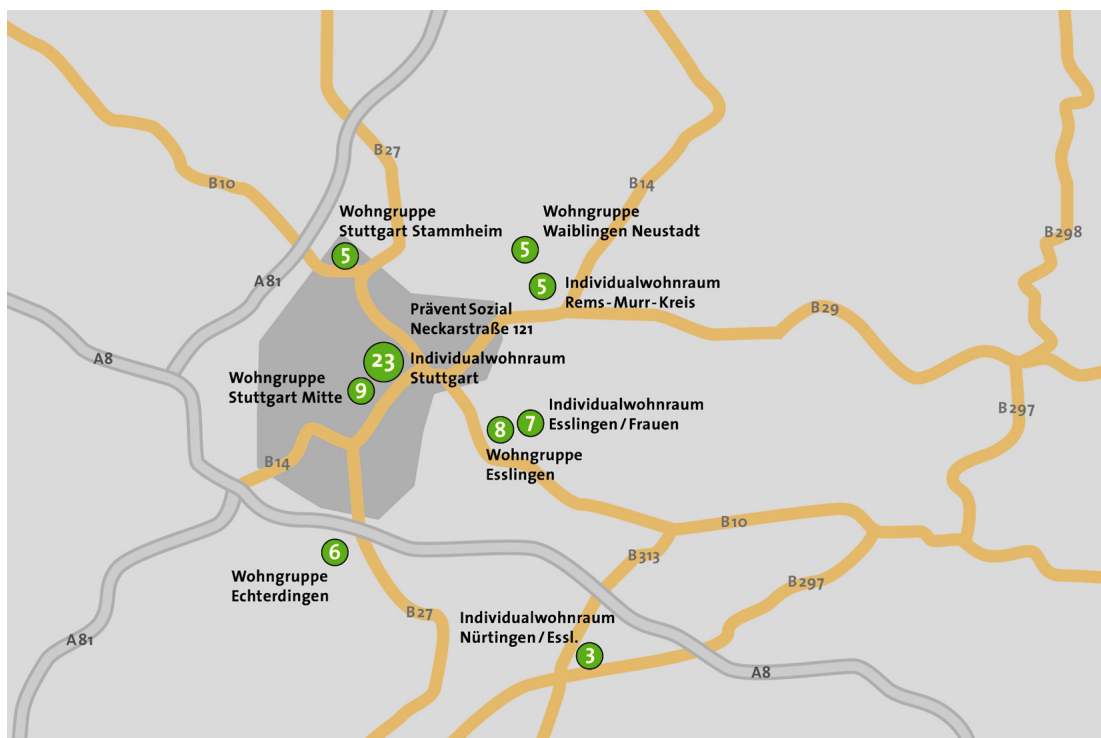 B27
B10
B14
Wohngruppe
Stuttgart Stammheim
5
Wohngruppe
Waiblingen Neustadt
5
B298
A81
5
Individualwohnraum
Rems-Murr-Kreis
PräventSozial
Neckarstraße 121
B29
A8
23
Individualwohnraum
Stuttgart
Wohngruppe
Stuttgart Mitte
9
B297
Individualwohnraum
Esslingen/Frauen
7
8
Wohngruppe
Esslingen
B14
B10
6
Wohngruppe
Echterdingen
B313
B297
B27
Individualwohnraum
Nürtingen/Essl.
3
A81
A8